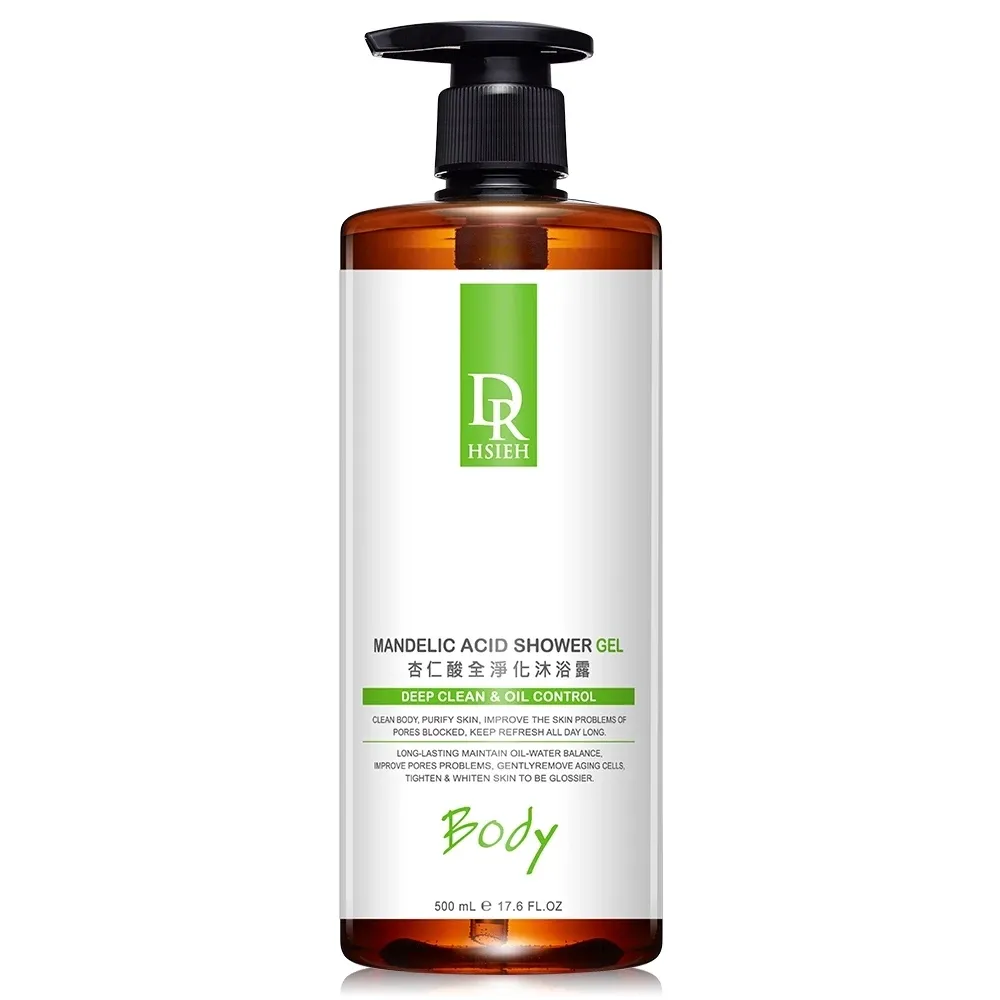 DR
HSIEH
MANDELIC ACID SHOWER GEL
杏仁酸全淨化沐浴露
DEEP CLEAN & OIL CONTROL
CLEAN BODY, PURIFY SKIN, IMPROVE THE SKIN PROBLEMS OF
PORES BLOCKED, KEEP REFRESH ALL DAY LONG.
LONG-LASTING MAINTAIN OIL-WATER BALANCE,
IMPROVE PORES PROBLEMS, GENTLYREMOVE AGING CELLS,
TIGHTEN & WHITEN SKIN TO BE GLOSSIER.
Body
500 mL ℮ 17.6 FL.OZ